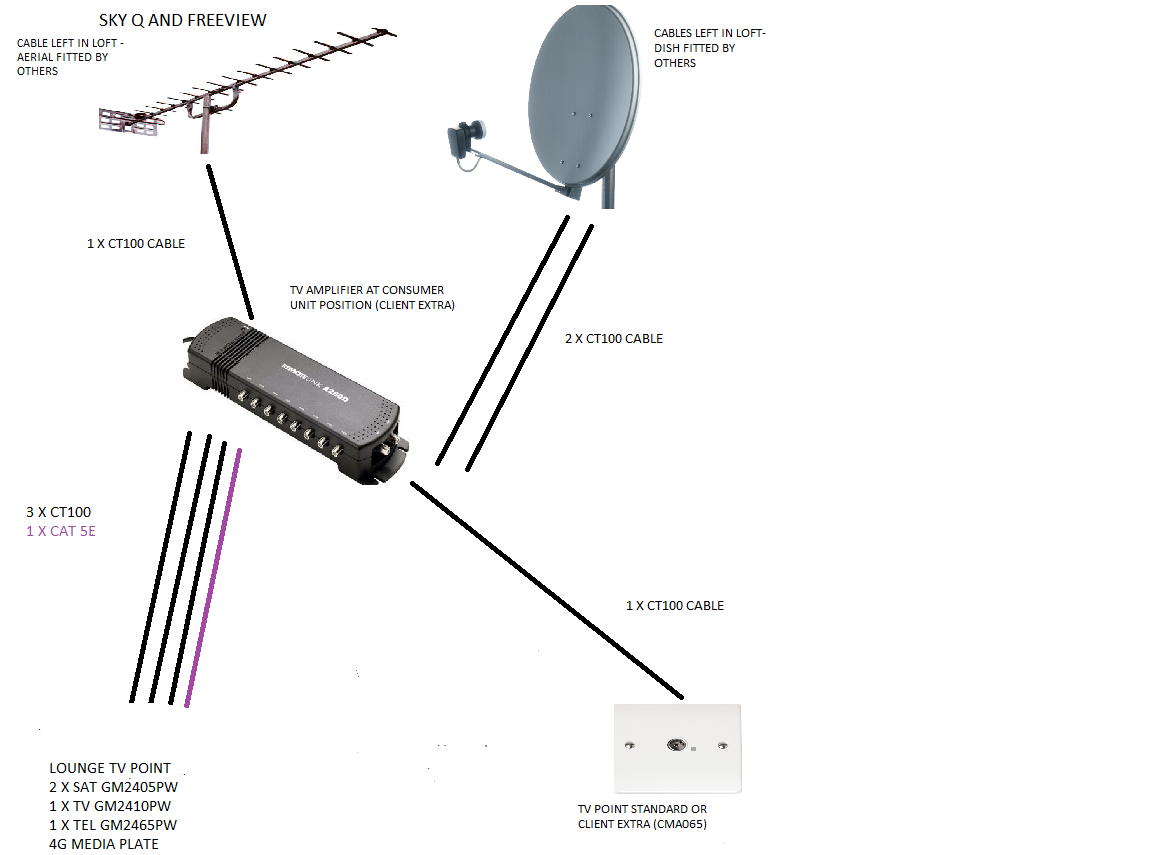 SKY Q AND FREEVIEW
CABLE LEFT IN LOFT -
AERIAL FITTED BY
OTHERS
CABLES LEFT IN LOFT-
DISH FITTED BY
OTHERS
1 X CT100 CABLE
TV AMPLIFIER AT CONSUMER
UNIT POSITION (CLIENT EXTRA)
2 X CT100 CABLE
3 X CT100
1 X CAT 5E
1 X CT100 CABLE
LOUNGE TV POINT
2 X SAT GM2405PW
1 X TV GM2410PW
1 X TEL GM2465PW
4G MEDIA PLATE
TV POINT STANDARD OR
CLIENT EXTRA (CMA065)